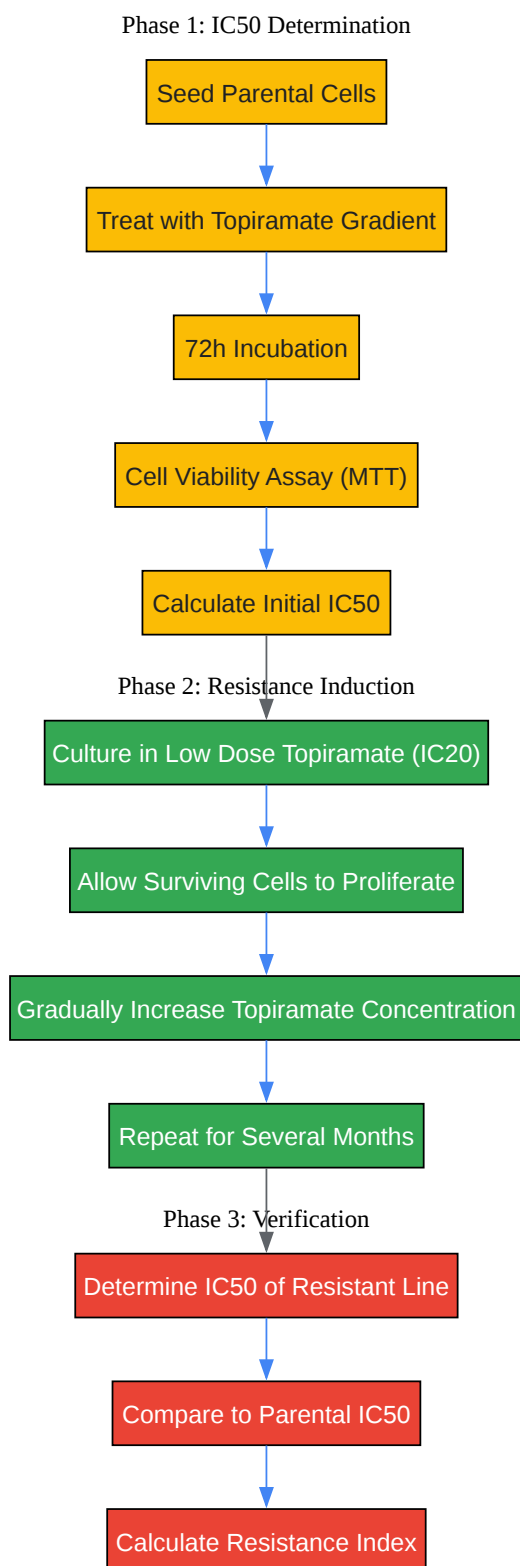 Phase 1: IC50 Determination
Seed Parental Cells
Treat with Topiramate Gradient
72h Incubation
Cell Viability Assay (MTT)
Calculate Initial IC50
Phase 2: Resistance Induction
Culture in Low Dose Topiramate (IC20)
Allow Surviving Cells to Proliferate
Gradually Increase Topiramate Concentration
Repeat for Several Months
Phase 3: Verification
Determine IC50 of Resistant Line
Compare to Parental IC50
Calculate Resistance Index